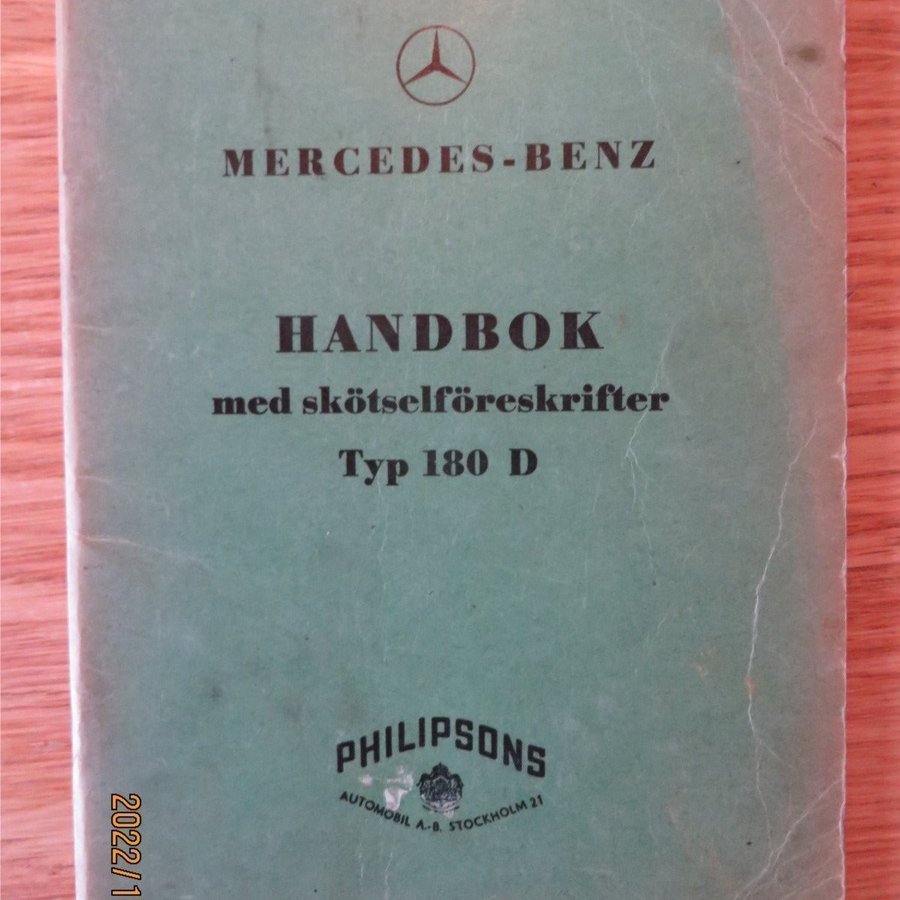 MERCEDES-BENZ
HANDBOK
med skötselföreskrifter
Typ 180 D
PHILIPSONS
AUTOMOBIL A.-B. STOCKHOLM 21
2022/1